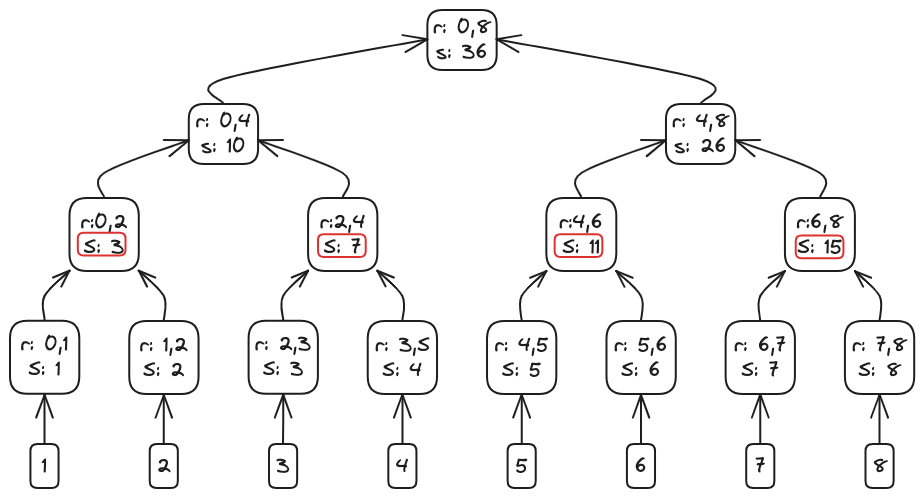 r: 0,8
s: 36
r: 0,4
s: 10
r: 4,8
s: 26
r:0,2
S: 3
r:2,4
S: 7
r:4,6
S: 11
r:6,8
S: 15
r: 0,1
S: 1
r: 1,2
S: 2
r: 2,3
S: 3
r: 3,5
S: 4
r: 4,5
S: 5
r: 5,6
S: 6
r: 6,7
S: 7
r: 7,8
S: 8
1
2
3
4
5
6
7
8